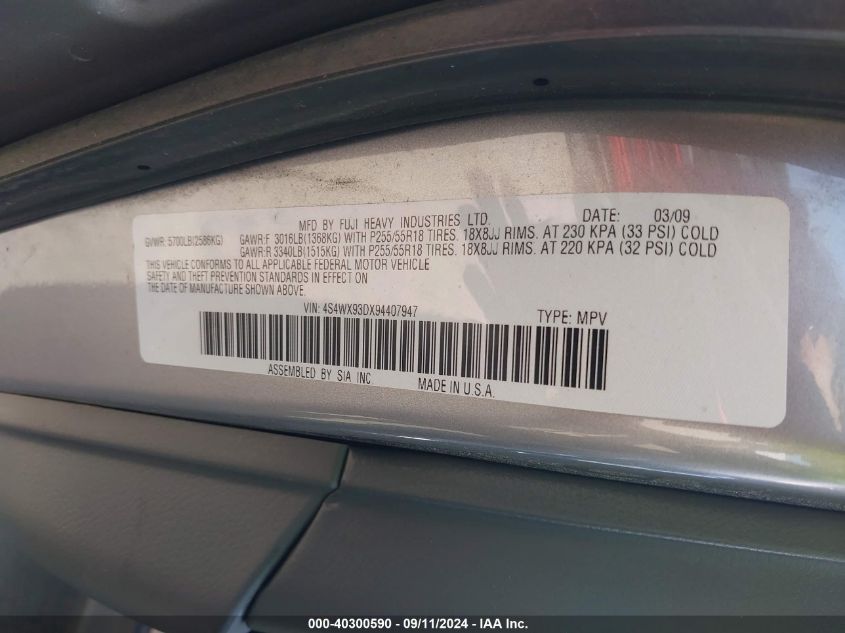 MFD BY FUJI HEAVY INDUSTRIES LTD. DATE: 03/09
GVWR: 5700LB(2586KG) GAWR:F 3016LB(1368KG) WITH P255/55R18 TIRES. 18X8JJ RIMS. AT 230 KPA (33 PSI) COLD
GAWR:R 3340LB(1515KG) WITH P255/55R18 TIRES. 18X8JJ RIMS. AT 220 KPA (32 PSI) COLD
THIS VEHICLE CONFORMS TO ALL APPLICABLE FEDERAL MOTOR VEHICLE
SAFETY AND THEFT PREVENTION STANDARDS IN EFFECT ON
THE DATE OF MANUFACTURE SHOWN ABOVE.
VIN: 4S4WX93DX94407947 TYPE: MPV
ASSEMBLED BY SIA INC. MADE IN U.S.A.
000-40300590 - 09/11/2024 - IAA Inc.